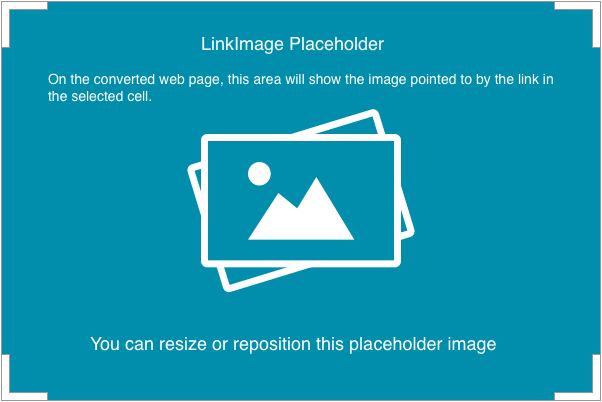 LinkImage Placeholder
On the converted web page, this area will show the image pointed to by the link in
the selected cell.
You can resize or reposition this placeholder image